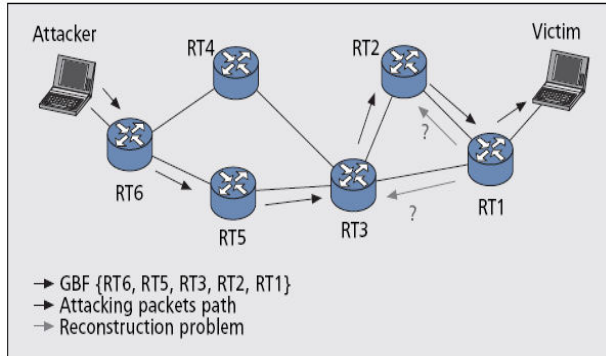 Attacker
RT4
RT2
Victim
?
RT6
RT5
RT3
?
RT1
→ GBF {RT6, RT5, RT3, RT2, RT1}
→ Attacking packets path
→ Reconstruction problem